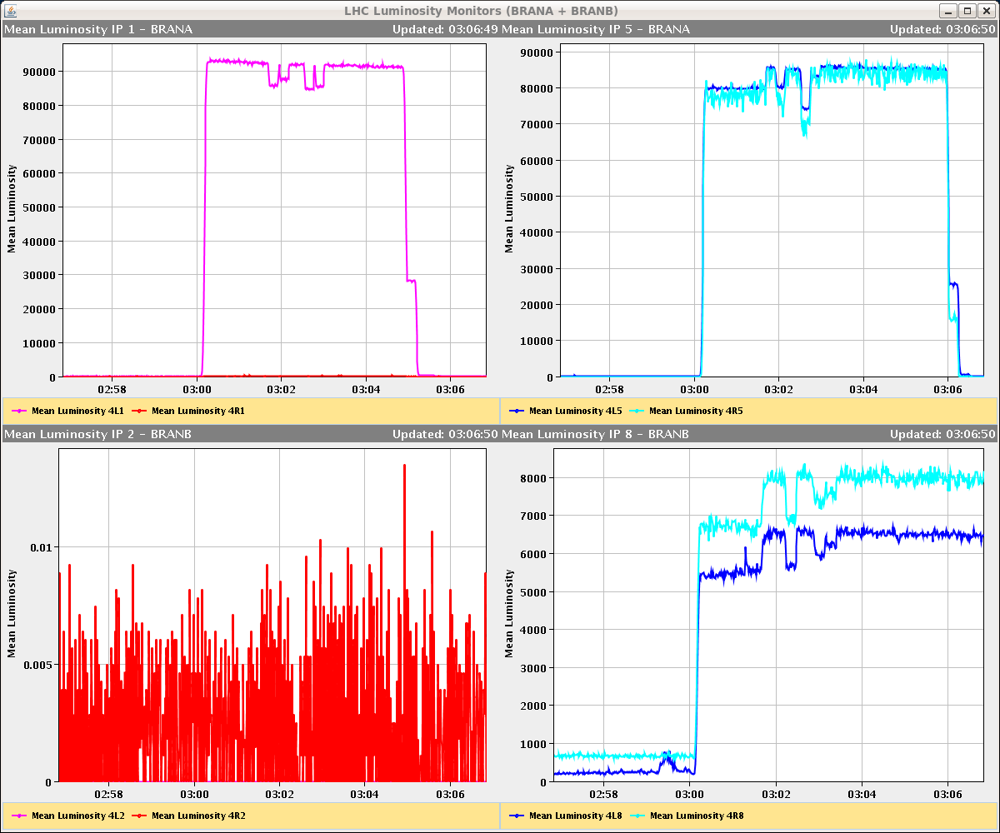 LHC Luminosity Monitors (BRANA + BRANB)
Mean Luminosity IP 1 - BRANA Updated: 03:06:49
Mean Luminosity
90000
80000
70000
60000
50000
40000
30000
20000
10000
0
02:58 03:00 03:02 03:04 03:06
Mean Luminosity 4L1 Mean Luminosity 4R1
Mean Luminosity IP 5 - BRANA Updated: 03:06:50
Mean Luminosity
90000
80000
70000
60000
50000
40000
30000
20000
10000
0
02:58 03:00 03:02 03:04 03:06
Mean Luminosity 4L5 Mean Luminosity 4R5
Mean Luminosity IP 2 - BRANB Updated: 03:06:50
Mean Luminosity
0.01
0.005
0
02:58 03:00 03:02 03:04 03:06
Mean Luminosity 4L2 Mean Luminosity 4R2
Mean Luminosity IP 8 - BRANB Updated: 03:06:50
Mean Luminosity
8000
7000
6000
5000
4000
3000
2000
1000
0
02:58 03:00 03:02 03:04 03:06
Mean Luminosity 4L8 Mean Luminosity 4R8